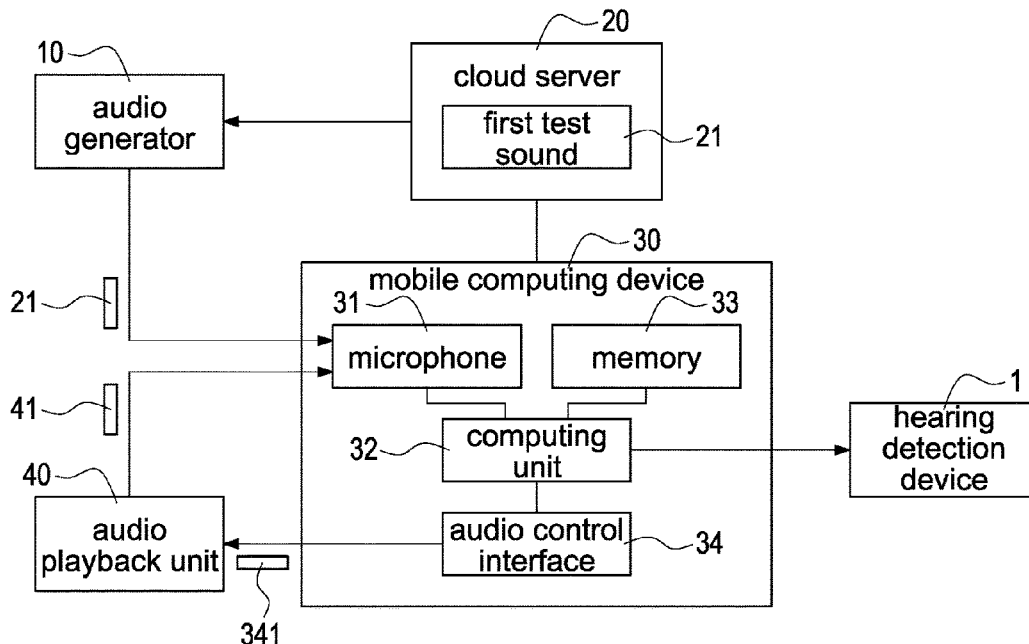 10
audio
generator
20
cloud server
first test
sound
21
30
mobile computing device
21
31
microphone
33
memory
41
32
computing
unit
1
hearing
detection
device
40
audio
playback unit
audio control
interface
34
341